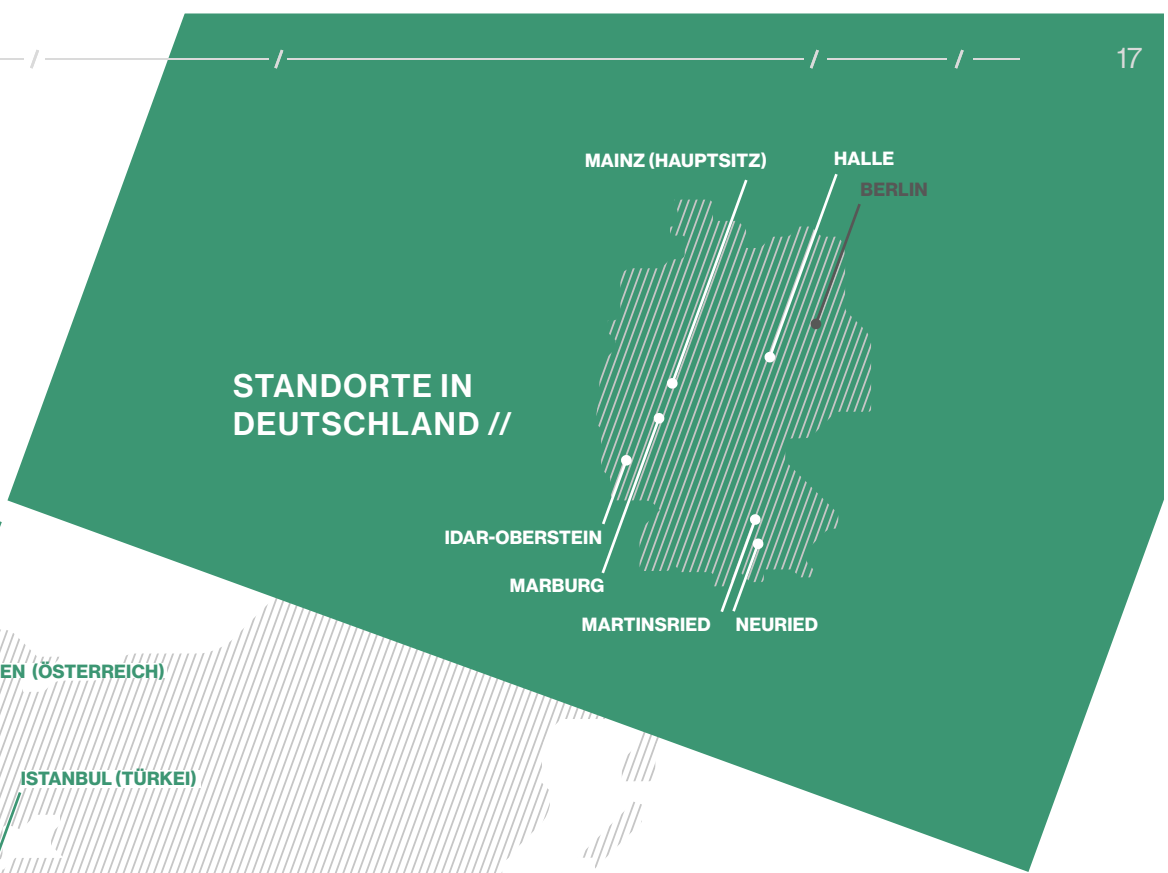 17
MAINZ (HAUPTSITZ)
HALLE
BERLIN
STANDORTE IN
DEUTSCHLAND //
IDAR-OBERSTEIN
MARBURG
MARTINSRIED
NEURIED
EN (ÖSTERREICH)
ISTANBUL (TÜRKEI)